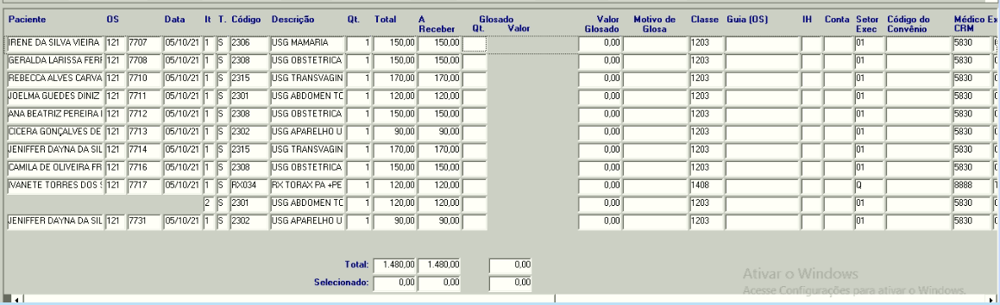 Paciente OS Data It T. Código Descrição Qt. Total A Receber Glosado Qt. Valor Valor Glosado Motivo de Glosa Classe Guia (OS) IH Conta Setor Exec Código do Convênio Médico Ex CRM
IRENE DA SILVA VIEIRA 121 7707 05/10/21 1 S 2306 USG MAMARIA 1 150,00 150,00 0,00 1203 01 5830
GERALDA LARISSA FERF 121 7708 05/10/21 1 S 2308 USG OBSTETRICA 1 150,00 150,00 0,00 1203 01 5830
REBECCA ALVES CARVA 121 7710 05/10/21 1 S 2315 USG TRANSVAGIN 1 170,00 170,00 0,00 1203 01 5830
JOELMA GUEDES DINIZ 121 7711 05/10/21 1 S 2301 USG ABDOMEN TC 1 120,00 120,00 0,00 1203 01 5830
ANA BEATRIZ PEREIRA 121 7712 05/10/21 1 S 2308 USG OBSTETRICA 1 150,00 150,00 0,00 1203 01 5830
CICERA GONÇALVES DE 121 7713 05/10/21 1 S 2302 USG APARELHO U 1 90,00 90,00 0,00 1203 01 5830
JENIFFER DAYNA DA SIL 121 7714 05/10/21 1 S 2315 USG TRANSVAGIN 1 170,00 170,00 0,00 1203 01 5830
CAMILA DE OLIVEIRA FR 121 7716 05/10/21 1 S 2308 USG OBSTETRICA 1 150,00 150,00 0,00 1203 01 5830
IVANETE TORRES DOS 121 7717 05/10/21 1 S RX034 RX TORAX PA +PE 1 120,00 120,00 0,00 1408 Q 8888
2 S 2301 USG ABDOMEN TC 1 120,00 120,00 0,00 1203 01 5830
JENIFFER DAYNA DA SIL 121 7731 05/10/21 1 S 2302 USG APARELHO U 1 90,00 90,00 0,00 1203 01 5830
Total: 1.480,00 1.480,00 0,00
Selecionado: 0,00 0,00 0,00
Ativar o Windows
Acesse Configurações para ativar o Windows.